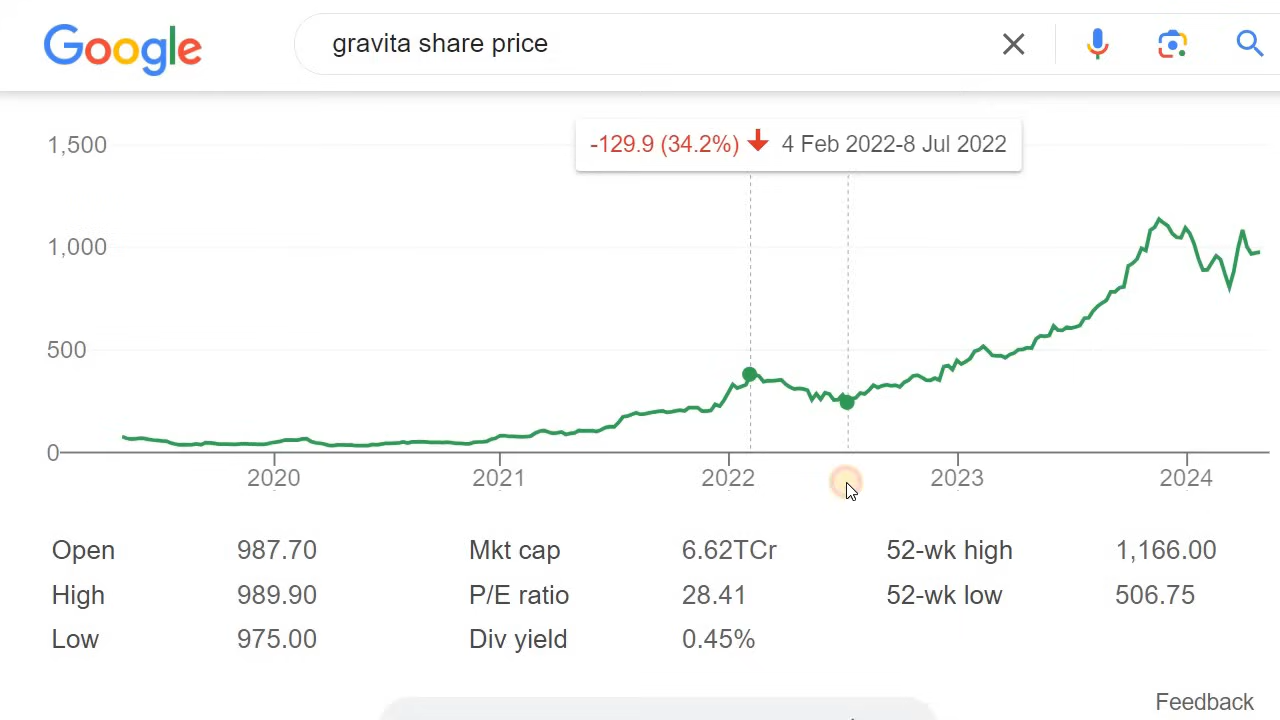 Google
gravita share price
-129.9 (34.2%) 4 Feb 2022-8 Jul 2022
1,500
1,000
500
0
2020 2021 2022 2023 2024
Open 987.70 Mkt cap 6.62TCr 52-wk high 1,166.00
High 989.90 P/E ratio 28.41 52-wk low 506.75
Low 975.00 Div yield 0.45%
Feedback